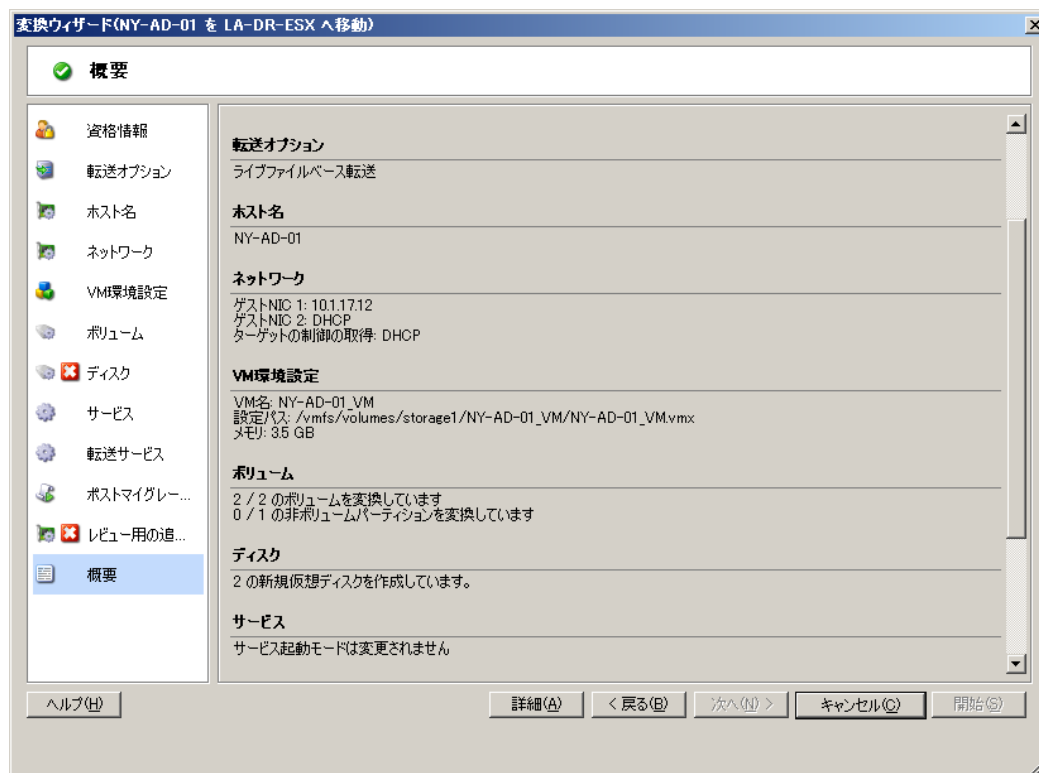 変換ウィザード(NY-AD-01 を LA-DR-ESX へ移動)
概要
資格情報
転送オプション
ホスト名
ネットワーク
VM環境設定
ボリューム
ディスク
サービス
転送サービス
ポストマイグレー...
レビュー用の追...
概要
転送オプション
ライブファイルベース転送
ホスト名
NY-AD-01
ネットワーク
ゲストNIC 1: 10.1.17.12
ゲストNIC 2: DHCP
ターゲットの制御の取得: DHCP
VM環境設定
VM名: NY-AD-01_VM
設定パス: /vmfs/volumes/storage1/NY-AD-01_VM/NY-AD-01_VM.vmx
メモリ: 3.5 GB
ボリューム
2 / 2 のボリュームを変換しています
0 / 1 の非ボリュームパーティションを変換しています
ディスク
2 の新規仮想ディスクを作成しています。
サービス
サービス起動モードは変更されません
ヘルプ(H)
詳細(A)
< 戻る(B)
次へ(N) >
キャンセル(C)
開始(S)